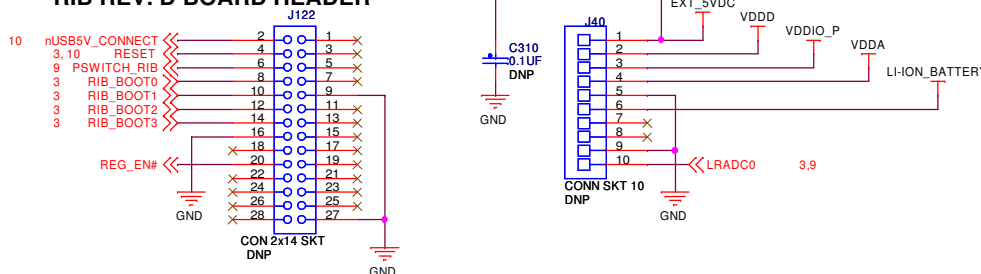 RIB REV. D BOARD HEADER
J122
10 nUSB5V_CONNECT 2 1
3, 10 RESET 4 3
9 PSWITCH_RIB 6 5
3 RIB_BOOT0 8 7
3 RIB_BOOT1 10 9
3 RIB_BOOT2 12 11
3 RIB_BOOT3 14 13
16 15
18 17
REG_EN# 20 19
22 21
24 23
26 25
28 27
GND
CON 2x14 SKT
DNP
GND
C310
0.1UF
DNP
GND
EXT_5VDC
J40
VDDD
VDDIO_P
VDDA
LI-ION_BATTERY
1
2
3
4
5
6
7
8
9
10 LRADC0 3,9
CONN SKT 10
DNP
GND